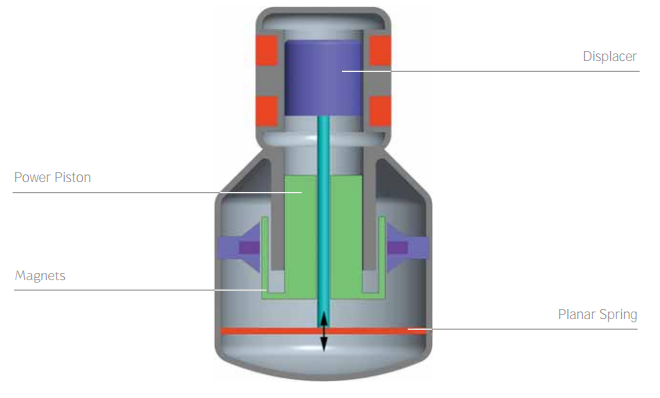 Displacer
Power Piston
Magnets
Planar Spring